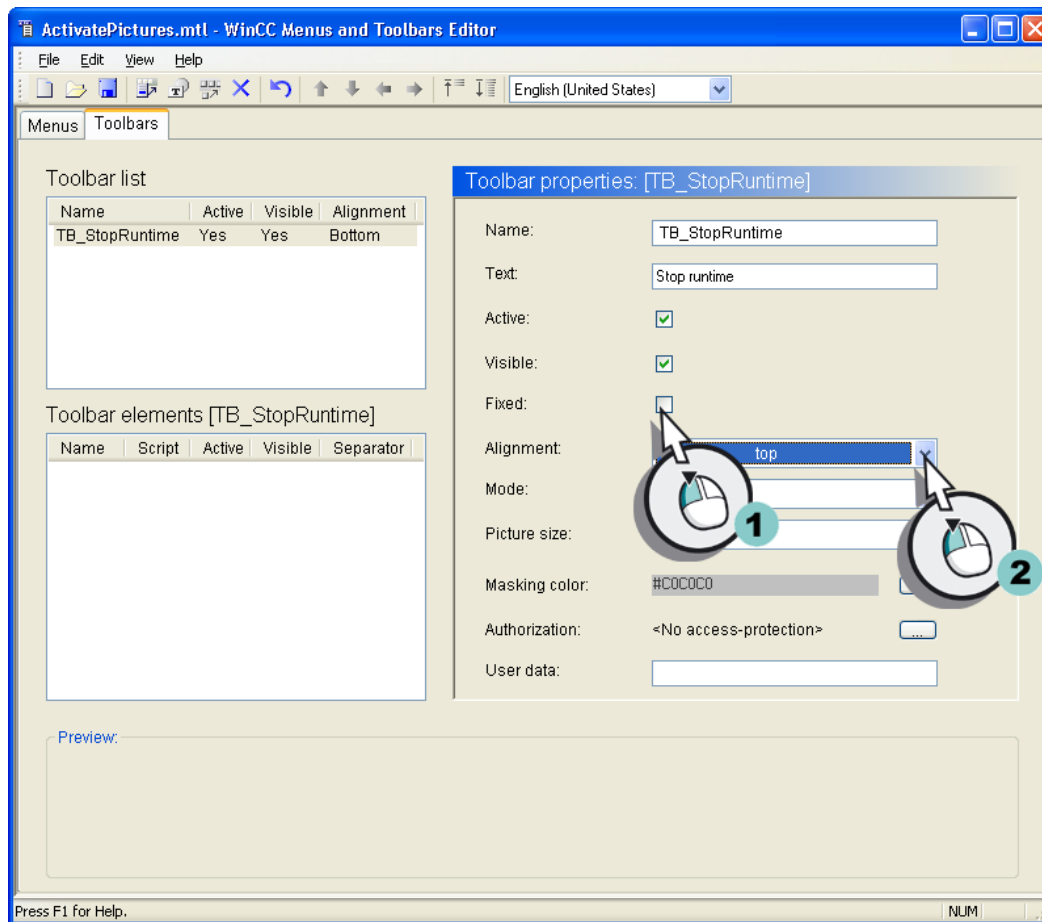 ActivatePictures.mtl - WinCC Menus and Toolbars Editor
File Edit View Help
English (United States)
Menus Toolbars
Toolbar list
Name Active Visible Alignment
TB_StopRuntime Yes Yes Bottom
Toolbar elements [TB_StopRuntime]
Name Script Active Visible Separator
Toolbar properties: [TB_StopRuntime]
Name: TB_StopRuntime
Text: Stop runtime
Active:
Visible:
Fixed:
Alignment: top
Mode:
1
Picture size:
2
Masking color: #C0C0C0
Authorization: <No access-protection> ...
User data:
Preview:
Press F1 for Help. NUM